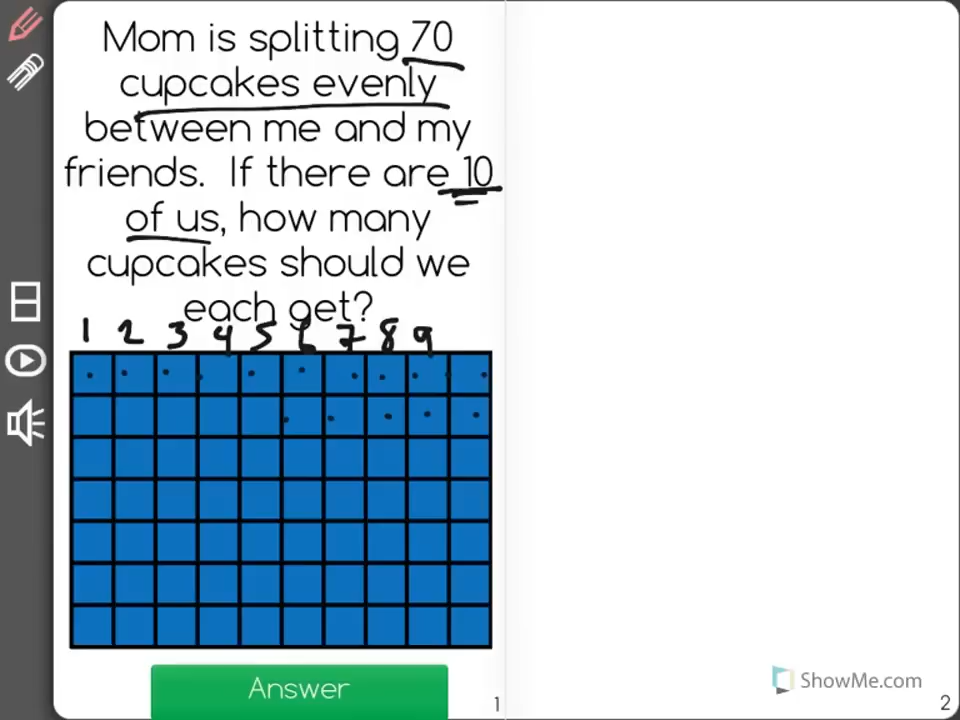 Mom is splitting 70
cupcakes evenly
between me and my
friends. If there are 10
of us, how many
cupcakes should we
each get?
1 2 3 4 5 6 7 8 9
Answer
1
ShowMe.com
2